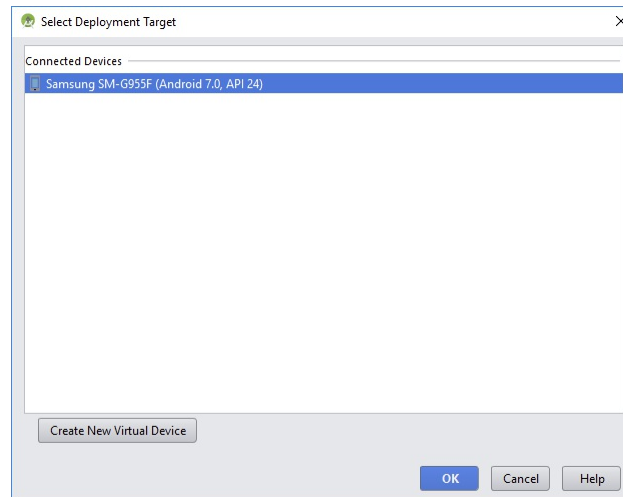 Select Deployment Target
Connected Devices
Samsung SM-G955F (Android 7.0, API 24)
Create New Virtual Device
OK Cancel Help